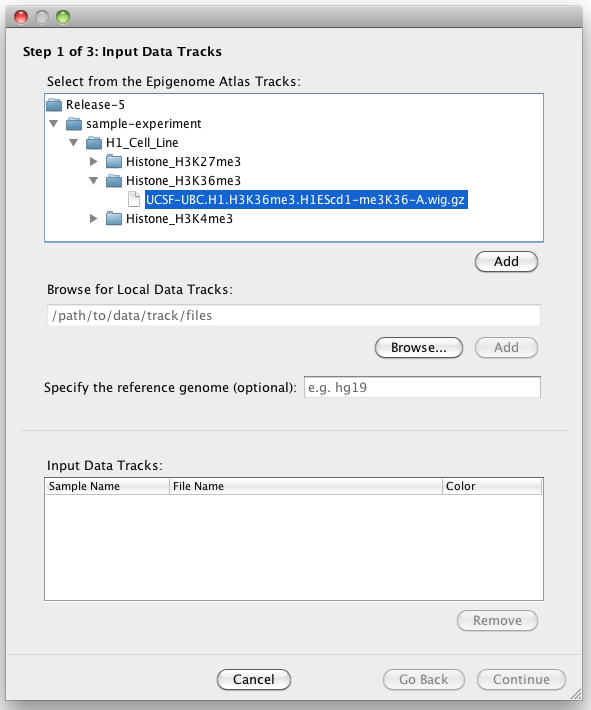 Step 1 of 3: Input Data Tracks
Select from the Epigenome Atlas Tracks:
Release-5
sample-experiment
H1_Cell_Line
Histone_H3K27me3
Histone_H3K36me3
UCSF-UBC.H1.H3K36me3.H1EScd1-me3K36-A.wig.gz
Histone_H3K4me3
Add
Browse for Local Data Tracks:
/path/to/data/track/files
Browse... Add
Specify the reference genome (optional): e.g. hg19
Input Data Tracks:
Sample Name File Name Color
Remove
Cancel Go Back Continue